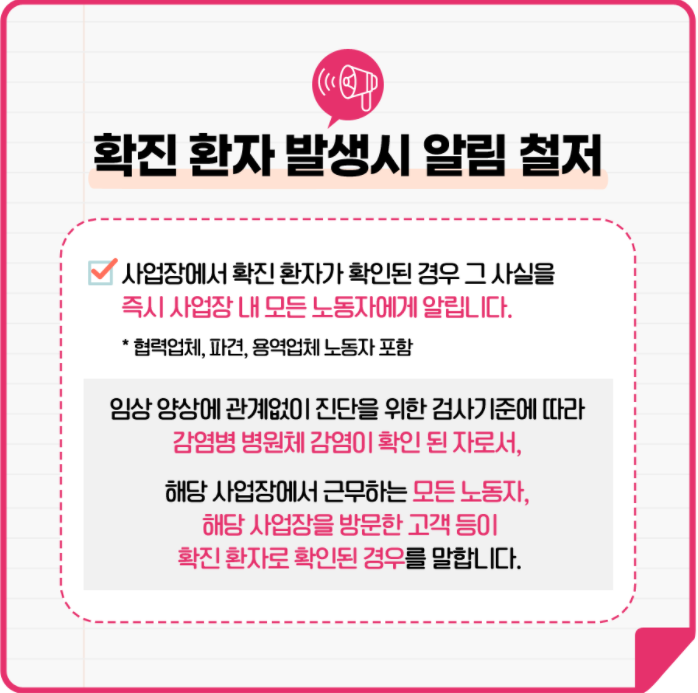 확진 환자 발생시 알림 철저
사업장에서 확진 환자가 확인된 경우 그 사실을
즉시 사업장 내 모든 노동자에게 알립니다.
* 협력업체, 파견, 용역업체 노동자 포함
임상 양상에 관계없이 진단을 위한 검사기준에 따라
감염병 병원체 감염이 확인 된 자로서,
해당 사업장에서 근무하는 모든 노동자,
해당 사업장을 방문한 고객 등이
확진 환자로 확인된 경우를 말합니다.